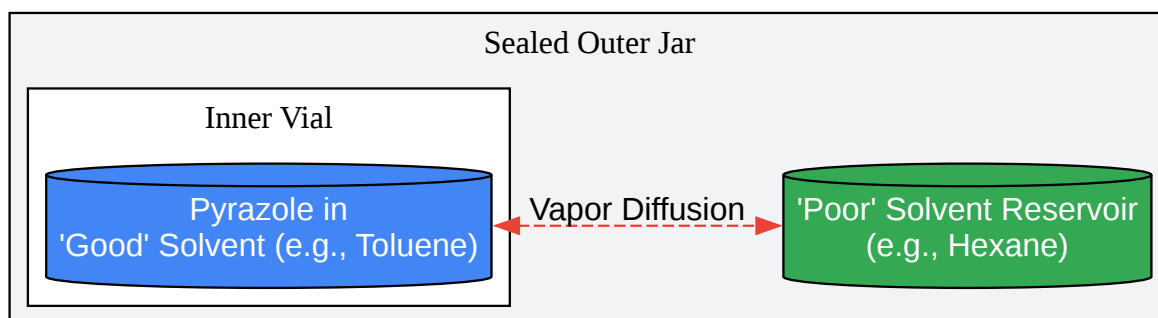 Sealed Outer Jar
Inner Vial
Pyrazole in
'Good' Solvent (e.g., Toluene)
Vapor Diffusion
'Poor' Solvent Reservoir
(e.g., Hexane)